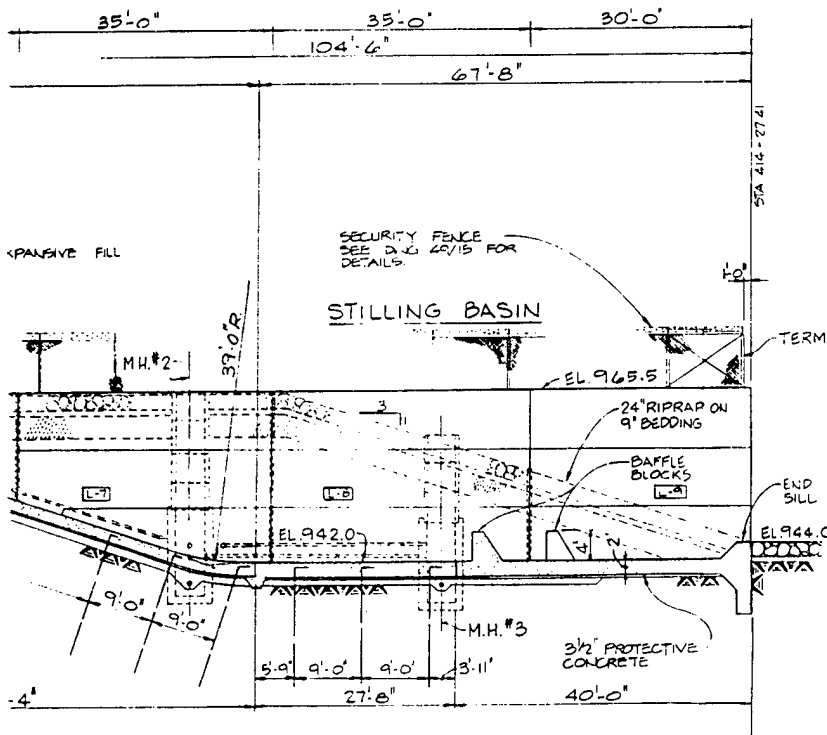 35'-0" 35'-0" 30'-0"
104'-6"
67'-8"
STA 414+27.41
XPANSIVE FILL
SECURITY FENCE
SEE DWG 60/15 FOR
DETAILS.
1'-0"
STILLING BASIN
39'-0" R.
M.H.#2
TERM
EL. 965.5
3
1
24" RIPRAP ON
9" BEDDING
BAFFLE
BLOCKS
END
SILL
L-7 L-8 L-9
EL 942.0
4' 2'
EL 944.0
9'-0" 9'-0"
M.H.#3
3½" PROTECTIVE
CONCRETE
5'-9" 9'-0" 9'-0" 3'-11"
-4" 27'-8" 40'-0"